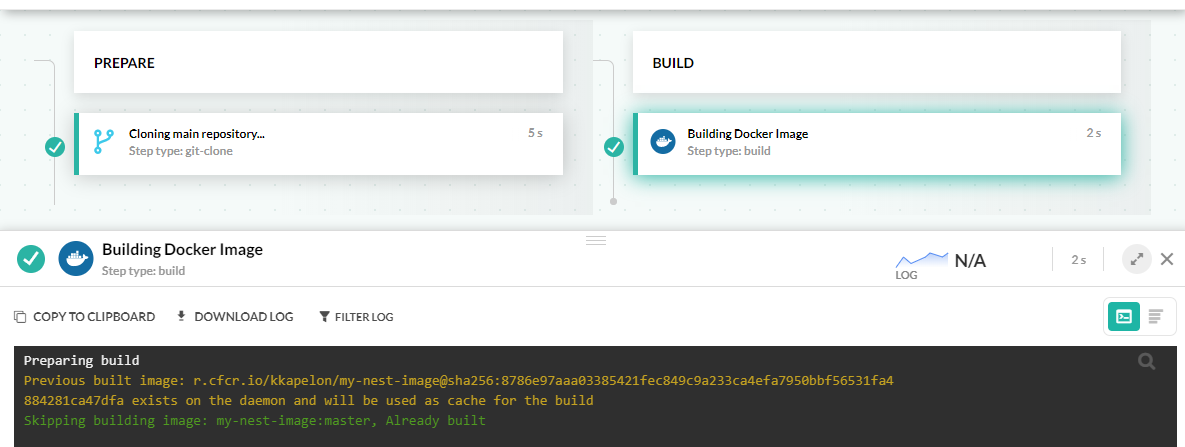 PREPARE
BUILD
Cloning main repository...
5 s
Step type: git-clone
Building Docker Image
2 s
Step type: build
Building Docker Image
Step type: build
LOG
N/A
2 s
COPY TO CLIPBOARD
DOWNLOAD LOG
FILTER LOG
Preparing build
Previous built image: r.cfcr.io/kkapelon/my-nest-image@sha256:8786e97aaa03385421fec849c9a233ca4efa7950bbf56531fa4
884281ca47dfa exists on the daemon and will be used as cache for the build
Skipping building image: my-nest-image:master, Already built